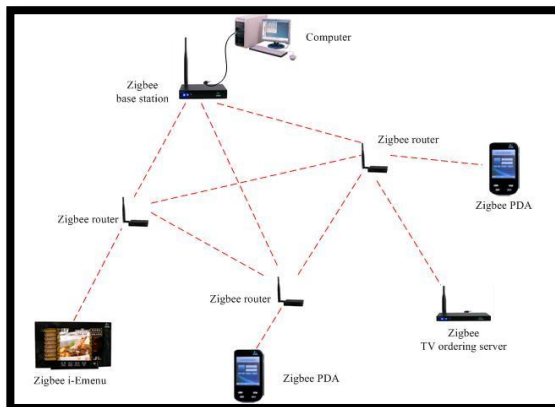 Computer
Zigbee
base station
Zigbee router
Zigbee PDA
Zigbee router
Zigbee router
Zigbee
TV ordering server
Zigbee i-Emenu
Zigbee PDA